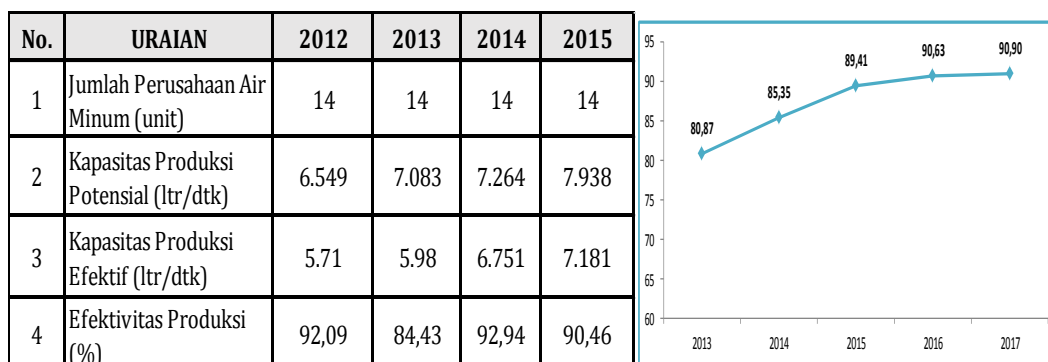 No. URAIAN 2012 2013 2014 2015
1 Jumlah Perusahaan Air Minum (unit) 14 14 14 14
2 Kapasitas Produksi Potensial (ltr/dtk) 6.549 7.083 7.264 7.938
3 Kapasitas Produksi Efektif (ltr/dtk) 5.71 5.98 6.751 7.181
4 Efektivitas Produksi (%) 92,09 84,43 92,94 90,46
95
90
85
80
75
70
65
60
80,87
85,35
89,41
90,63
90,90
2013 2014 2015 2016 2017